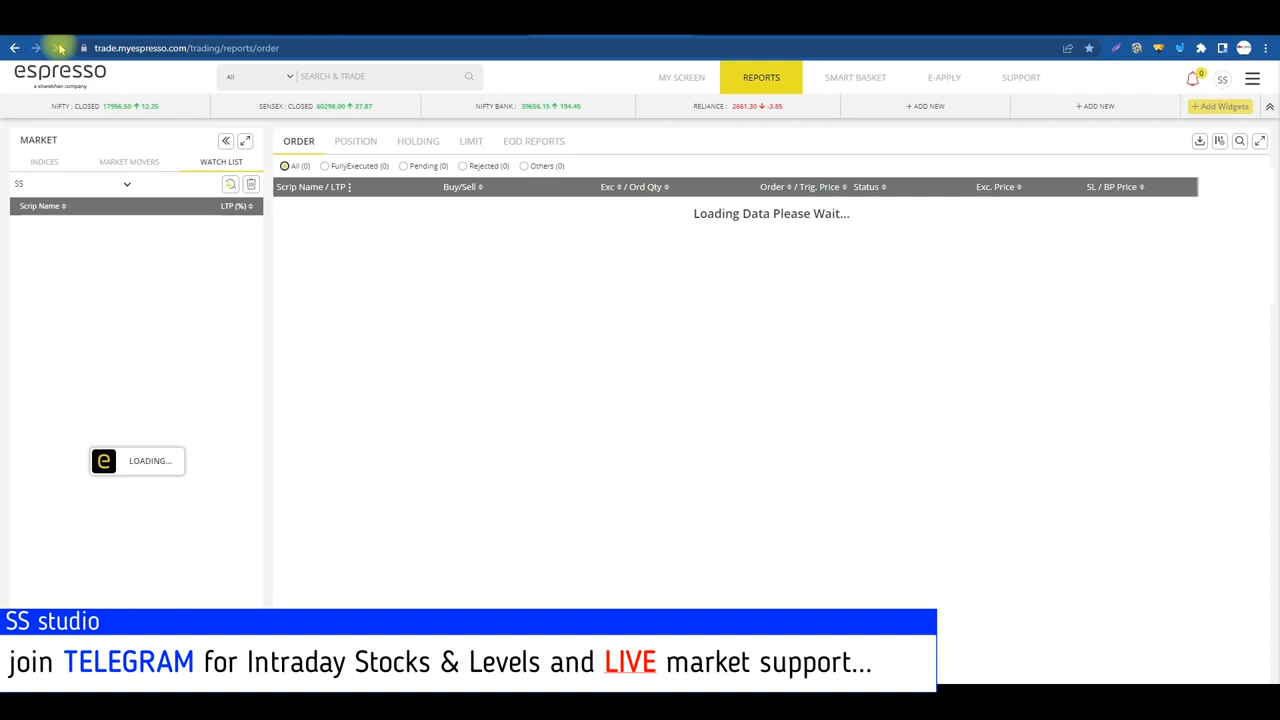 trade.myespresso.com/trading/reports/order
espresso
a sharekhan company
All
SEARCH & TRADE
MY SCREEN
REPORTS
SMART BASKET
E-APPLY
SUPPORT
0
SS
NIFTY : CLOSED 17956.50 ↑ 12.25
SENSEX : CLOSED 60298.00 ↑ 37.87
NIFTY BANK : 39656.15 ↑ 194.45
RELIANCE : 2661.30 ↓ -3.85
+ ADD NEW
+ ADD NEW
+ Add Widgets
MARKET
INDICES
MARKET MOVERS
WATCH LIST
SS
Scrip Name
LTP (%)
e LOADING...
ORDER
POSITION
HOLDING
LIMIT
EOD REPORTS
All (0)
FullyExecuted (0)
Pending (0)
Rejected (0)
Others (0)
Scrip Name / LTP
Buy/Sell
Exc / Ord Qty
Order / Trig. Price
Status
Exc. Price
SL / BP Price
Loading Data Please Wait...
SS studio
join TELEGRAM for Intraday Stocks & Levels and LIVE market support...